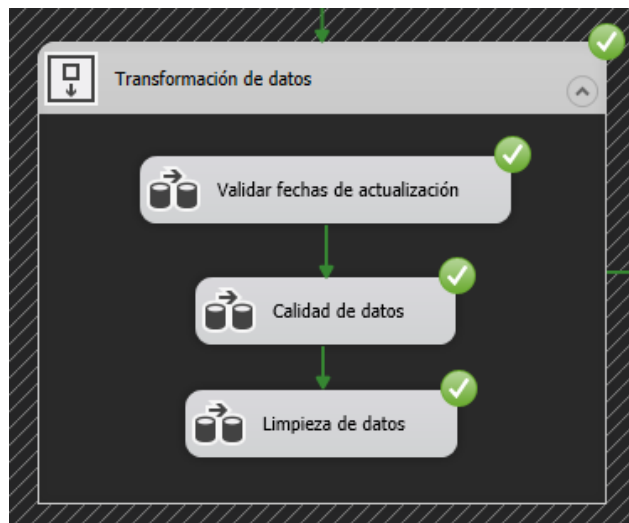 Transformación de datos
Validar fechas de actualización
Calidad de datos
Limpieza de datos